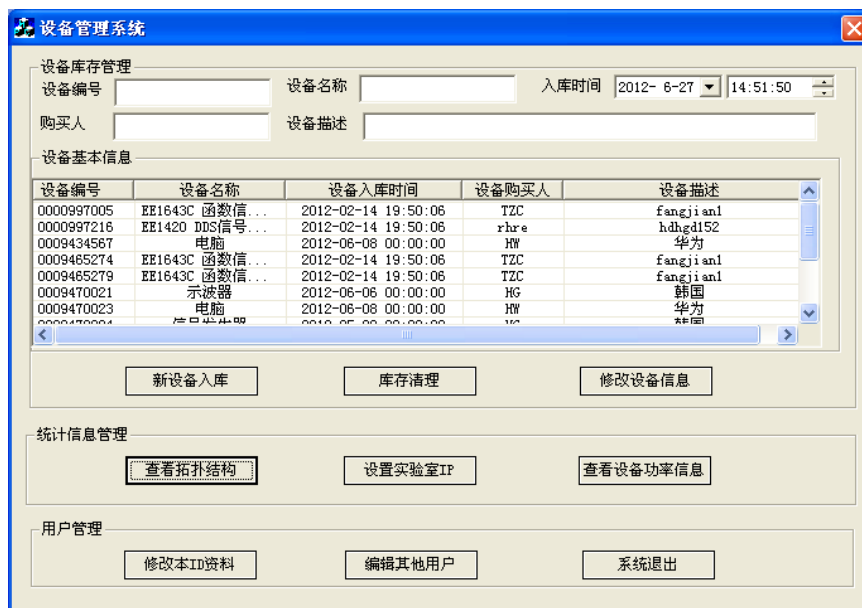 设备管理系统
设备库存管理
设备编号 设备名称 入库时间 2012- 6-27 14:51:50
购买人 设备描述
设备基本信息
设备编号 设备名称 设备入库时间 设备购买人 设备描述
0000997005 EE1643C 函数信... 2012-02-14 19:50:06 TZC fangjian1
0000997216 EE1420 DDS信号... 2012-02-14 19:50:06 rhre hdhgd152
0009434567 电脑 2012-06-08 00:00:00 HW 华为
0009465274 EE1643C 函数信... 2012-02-14 19:50:06 TZC fangjian1
0009465279 EE1643C 函数信... 2012-02-14 19:50:06 TZC fangjian1
0009470021 示波器 2012-06-06 00:00:00 HG 韩国
0009470023 电脑 2012-06-08 00:00:00 HW 华为
信号发生器 HG 韩国
新设备入库 库存清理 修改设备信息
统计信息管理
查看拓扑结构 设置实验室IP 查看设备功率信息
用户管理
修改本ID资料 编辑其他用户 系统退出